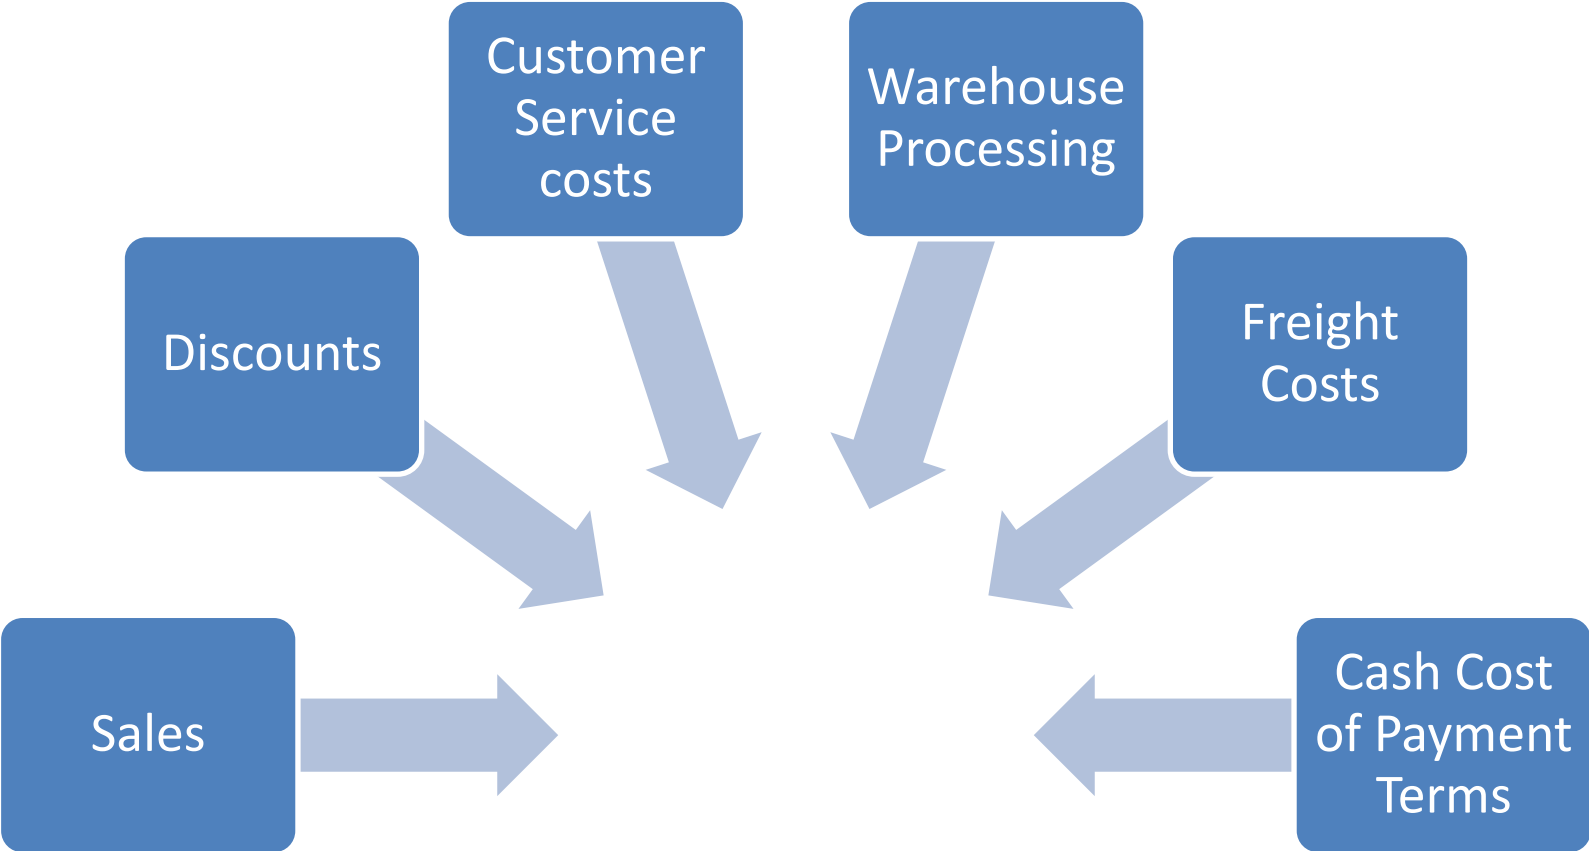 Customer
Service
costs
Warehouse
Processing
Discounts
Freight
Costs
Sales
Cash Cost
of Payment
Terms